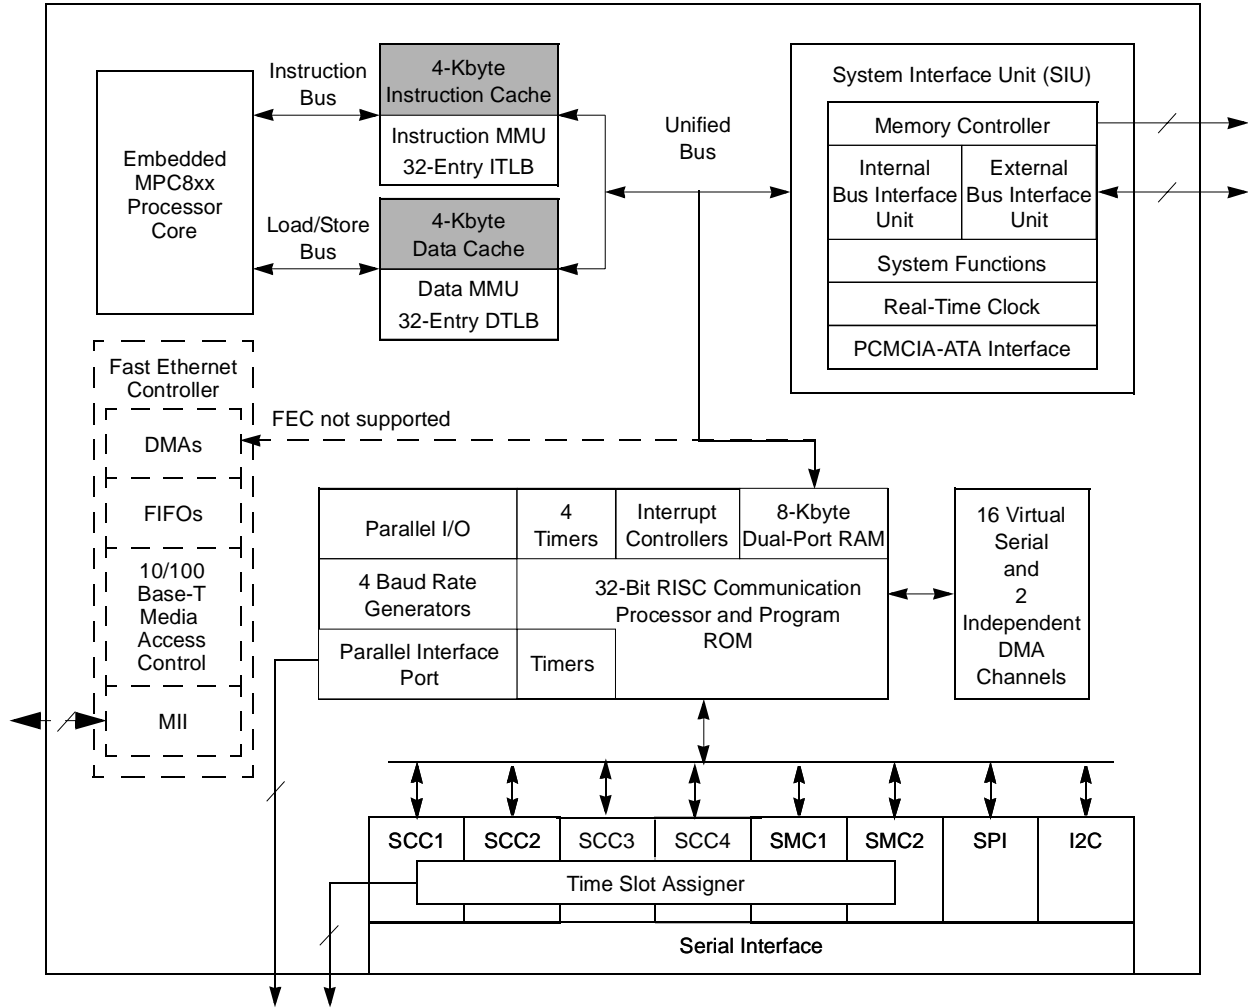 Embedded
MPC8xx
Processor
Core
Instruction
Bus
Load/Store
Bus
4-Kbyte
Instruction Cache
Instruction MMU
32-Entry ITLB
4-Kbyte
Data Cache
Data MMU
32-Entry DTLB
Unified
Bus
System Interface Unit (SIU)
Memory Controller
Internal
Bus Interface
Unit
External
Bus Interface
Unit
System Functions
Real-Time Clock
PCMCIA-ATA Interface
Fast Ethernet
Controller
DMAs
FIFOs
10/100
Base-T
Media
Access
Control
MII
FEC not supported
Parallel I/O
4
Timers
Interrupt
Controllers
8-Kbyte
Dual-Port RAM
4 Baud Rate
Generators
32-Bit RISC Communication
Processor and Program
ROM
Parallel Interface
Port
Timers
16 Virtual
Serial
and
2
Independent
DMA
Channels
SCC1
SCC2
SCC3
SCC4
SMC1
SMC2
SPI
I2C
Time Slot Assigner
Serial Interface